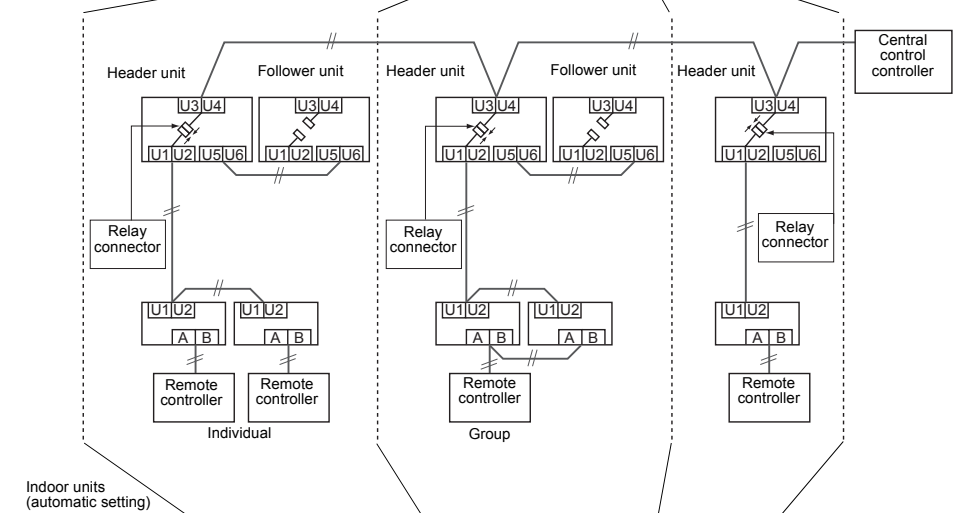 Central
control
controller
Header unit
Follower unit
Header unit
Follower unit
Header unit
U3 U4
U3 U4
U3 U4
U3 U4
U3 U4
U1 U2 U5 U6
U1 U2 U5 U6
U1 U2 U5 U6
U1 U2 U5 U6
U1 U2 U5 U6
Relay
connector
Relay
connector
Relay
connector
U1 U2
U1 U2
U1 U2
U1 U2
U1 U2
A B
A B
A B
A B
A B
Remote
controller
Remote
controller
Remote
controller
Remote
controller
Individual
Group
Indoor units
(automatic setting)